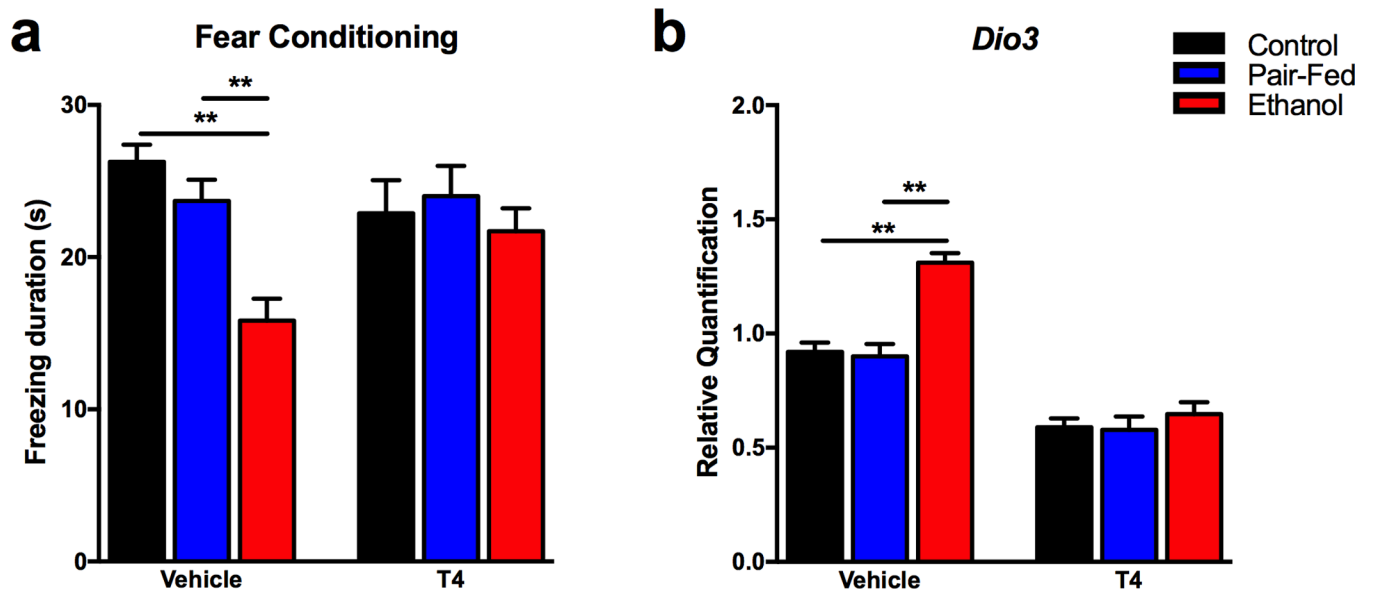 a
Fear Conditioning
**
**
Freezing duration (s)
30
20
10
0
Vehicle
T4
b
Dio3
Control
Pair-Fed
Ethanol
**
**
Relative Quantification
2.0
1.5
1.0
0.5
0.0
Vehicle
T4